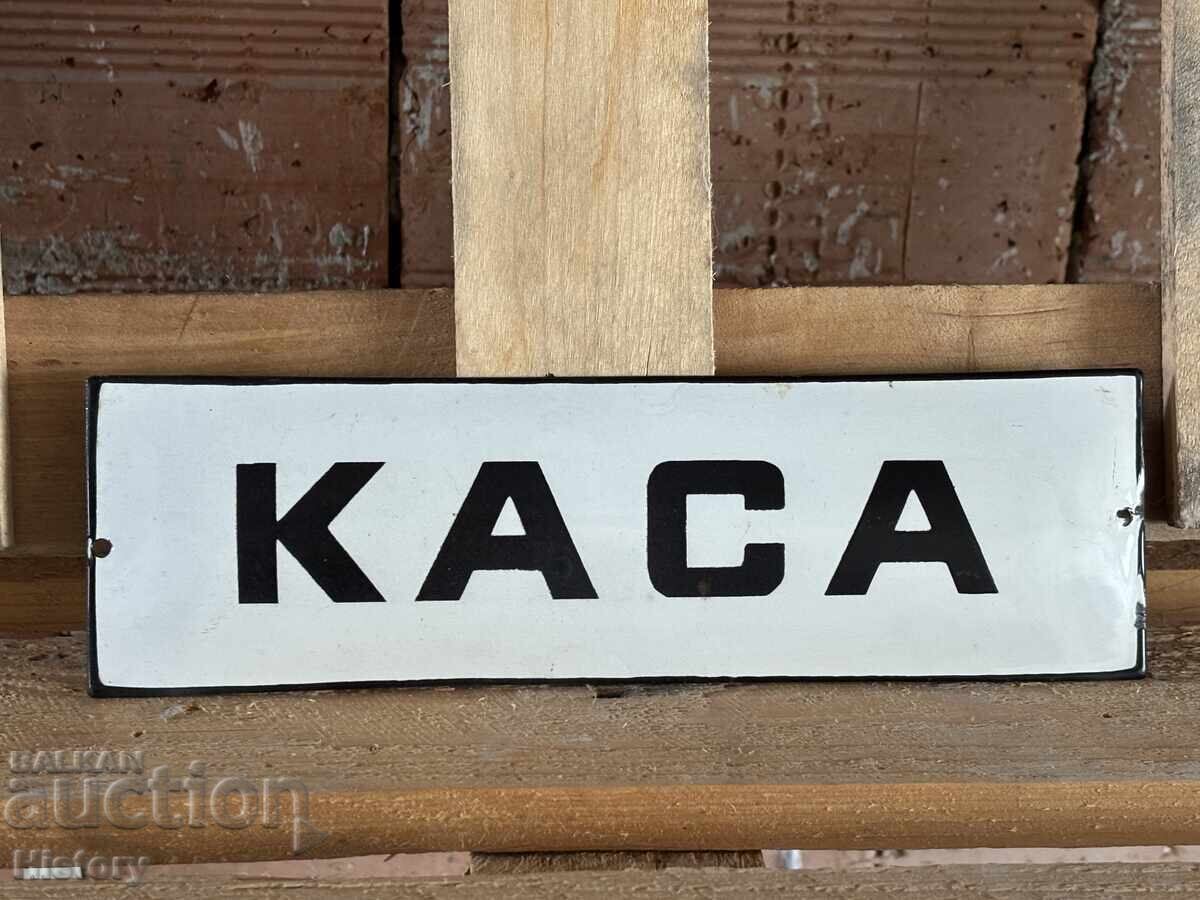 КАСА
BALKAN
auction
History